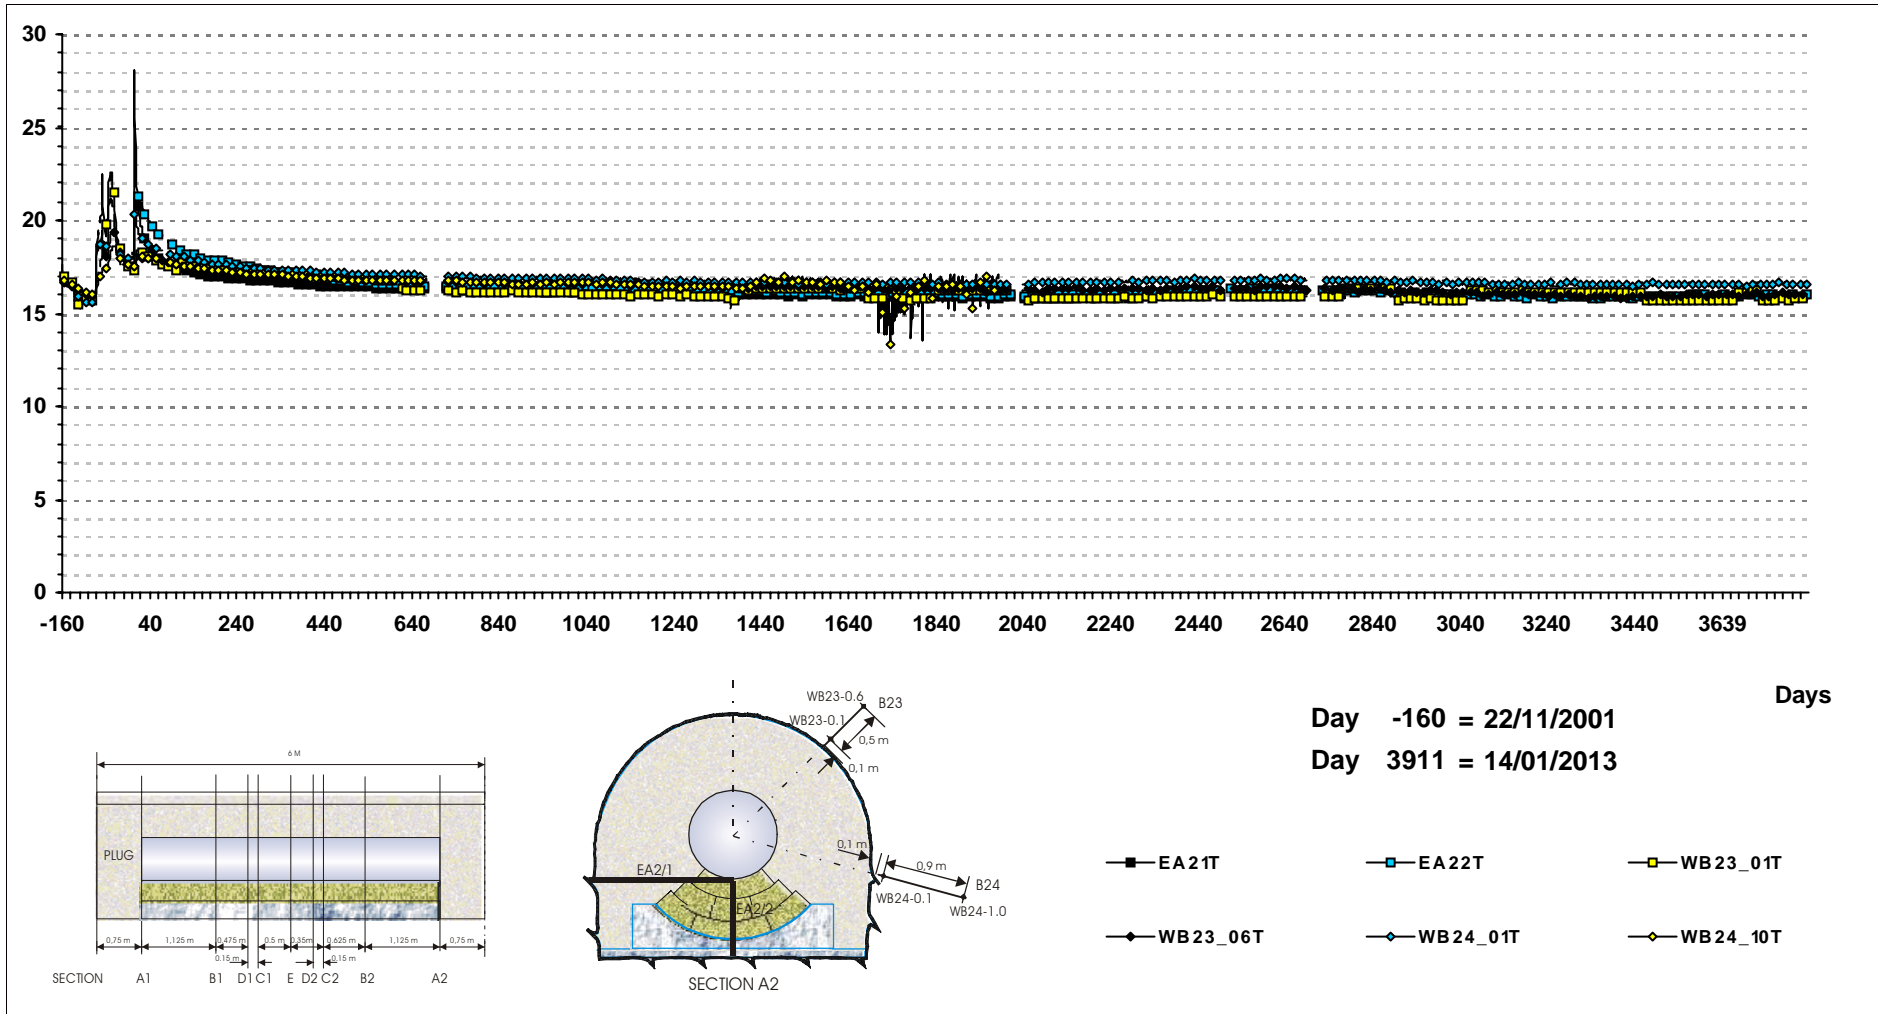 30
25
20
15
10
5
0
-160 40 240 440 640 840 1040 1240 1440 1640 1840 2040 2240 2440 2640 2840 3040 3240 3440 3639
Days
Day -160 = 22/11/2001
Day 3911 = 14/01/2013
6 M
PLUG
0,75 m 1,125 m 0,475 m 0.5 m 0,35m 0.625 m 1,125 m 0,75 m
0.15 m 0,15 m
SECTION A1 B1 D1 C1 E D2 C2 B2 A2
WB23-0.6 B23
WB23-0.1
0,5 m
0,1 m
0,1 m
0,9 m
EA2/1
B24
WB24-0.1
WB24-1.0
EA2/2
SECTION A2
EA21T EA22T WB23_01T
WB23_06T WB24_01T WB24_10T